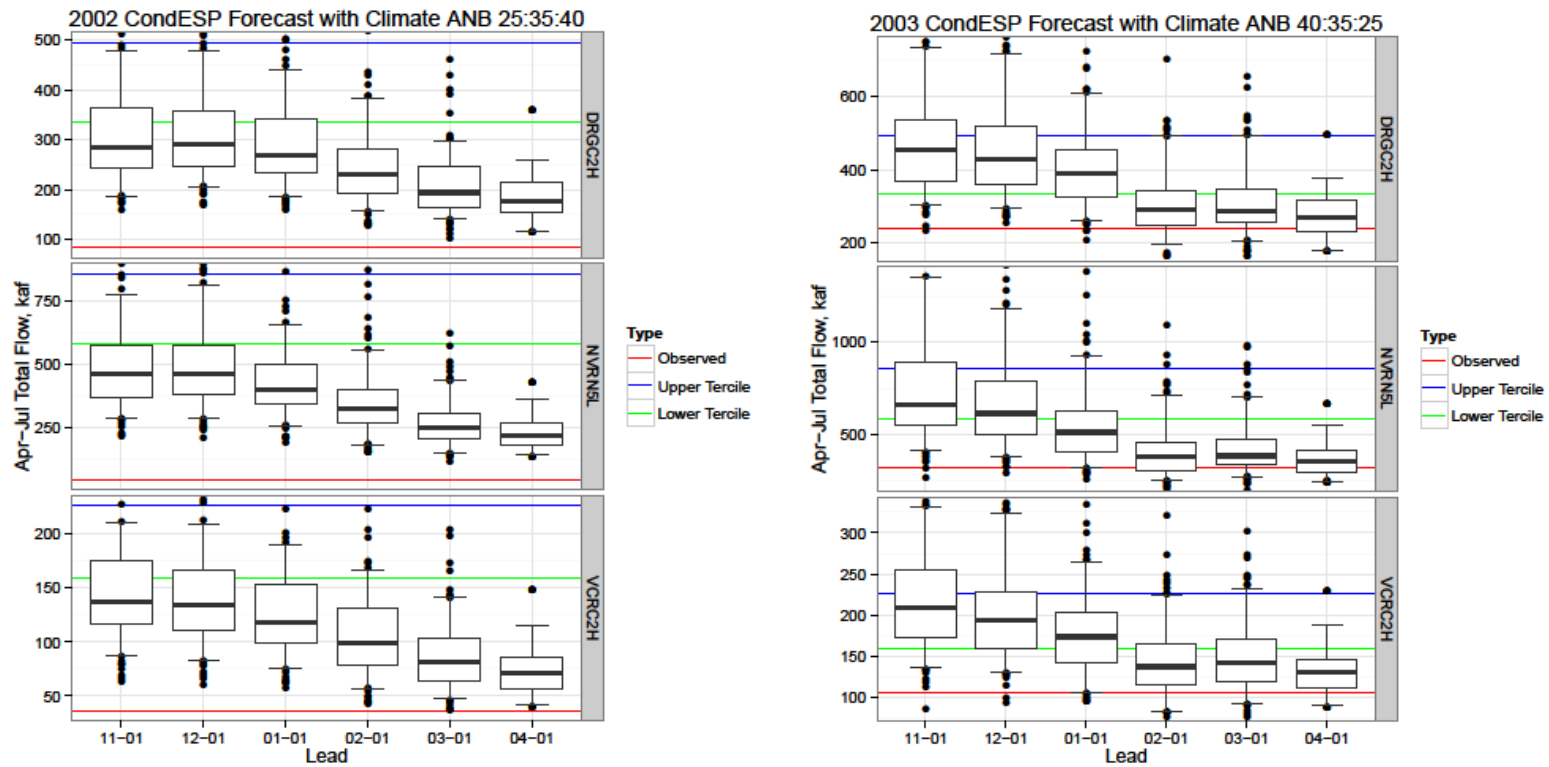 2002 CondESP Forecast with Climate ANB 25:35:40
500
400
300
200
100
DRGC2H
750
500
250
NVRN5L
200
150
100
50
VCRC2H
Apr-Jul Total Flow, kaf
11-01 12-01 01-01 02-01 03-01 04-01
Lead
Type
Observed
Upper Tercile
Lower Tercile
2003 CondESP Forecast with Climate ANB 40:35:25
600
400
200
DRGC2H
1000
500
NVRN5L
300
250
200
150
100
VCRC2H
Apr-Jul Total Flow, kaf
11-01 12-01 01-01 02-01 03-01 04-01
Lead
Type
Observed
Upper Tercile
Lower Tercile